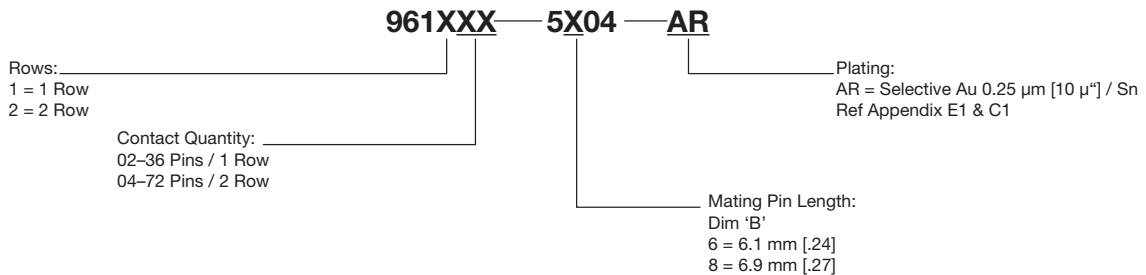 961XXX 5X04 AR
Rows:
1 = 1 Row
2 = 2 Row
Contact Quantity:
02–36 Pins / 1 Row
04–72 Pins / 2 Row
Plating:
AR = Selective Au 0.25 µm [10 µ“] / Sn
Ref Appendix E1 & C1
Mating Pin Length:
Dim ‘B’
6 = 6.1 mm [.24]
8 = 6.9 mm [.27]